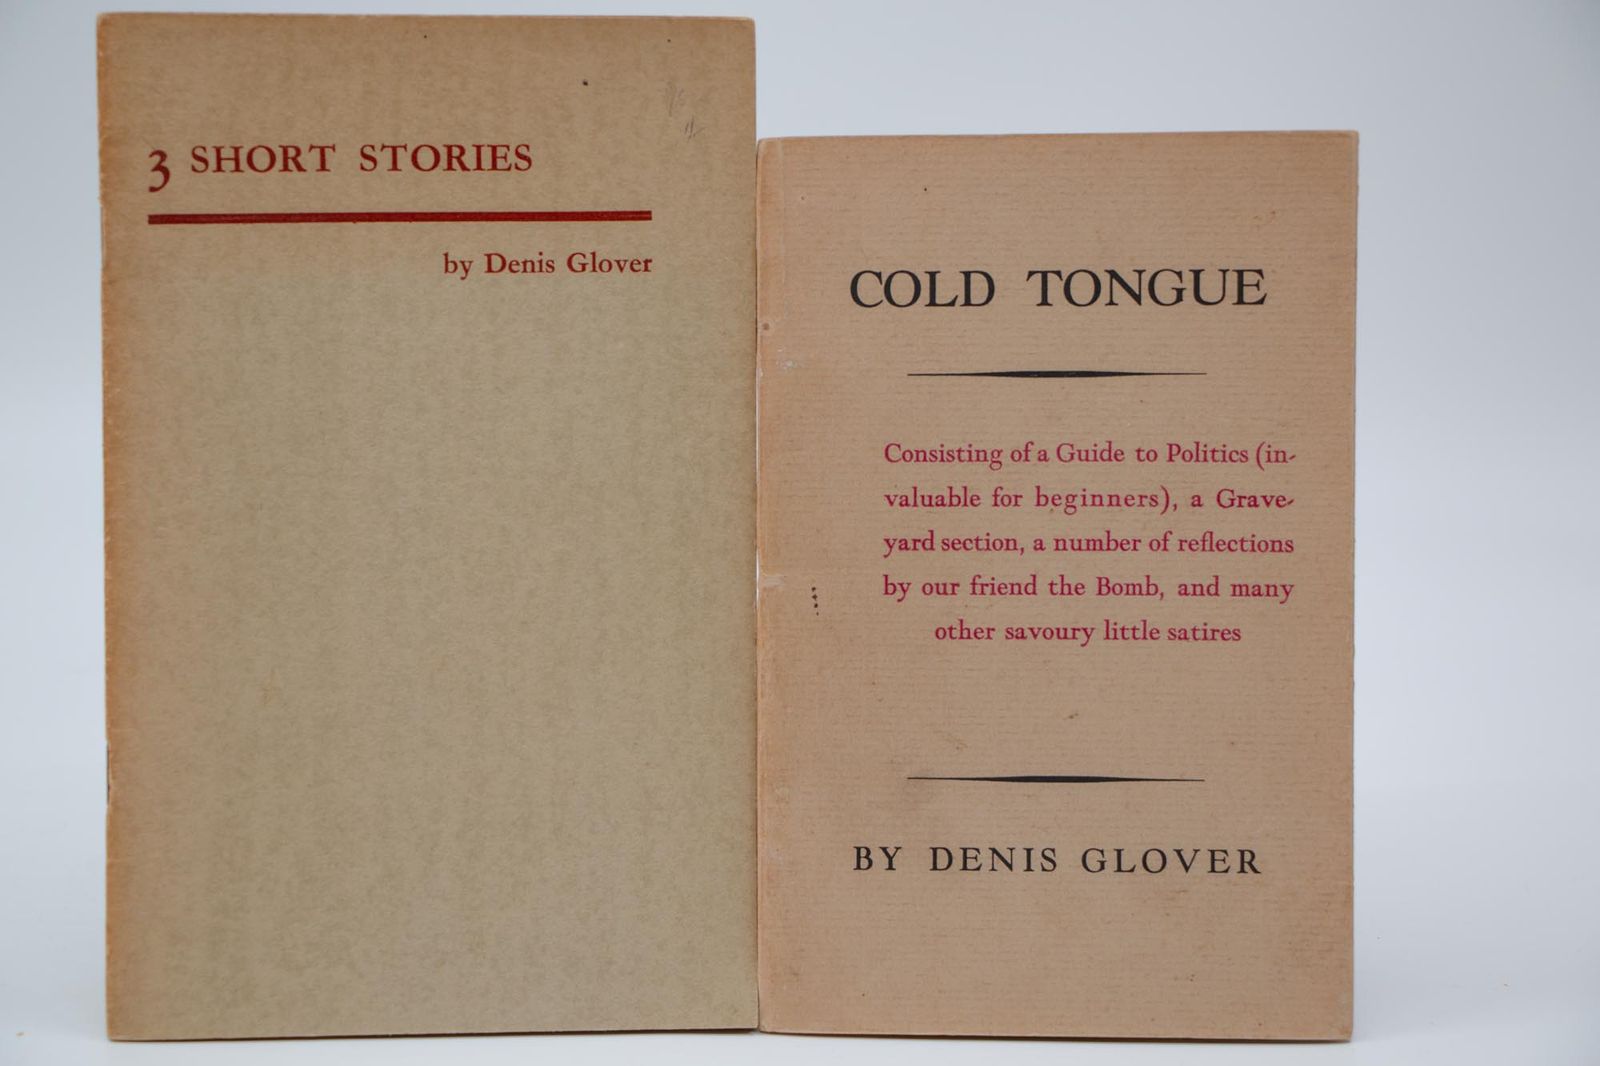 3 SHORT STORIES
by Denis Glover
COLD TONGUE
Consisting of a Guide to Politics (in-
valuable for beginners), a Grave-
yard section, a number of reflections
by our friend the Bomb, and many
other savoury little satires
BY DENIS GLOVER